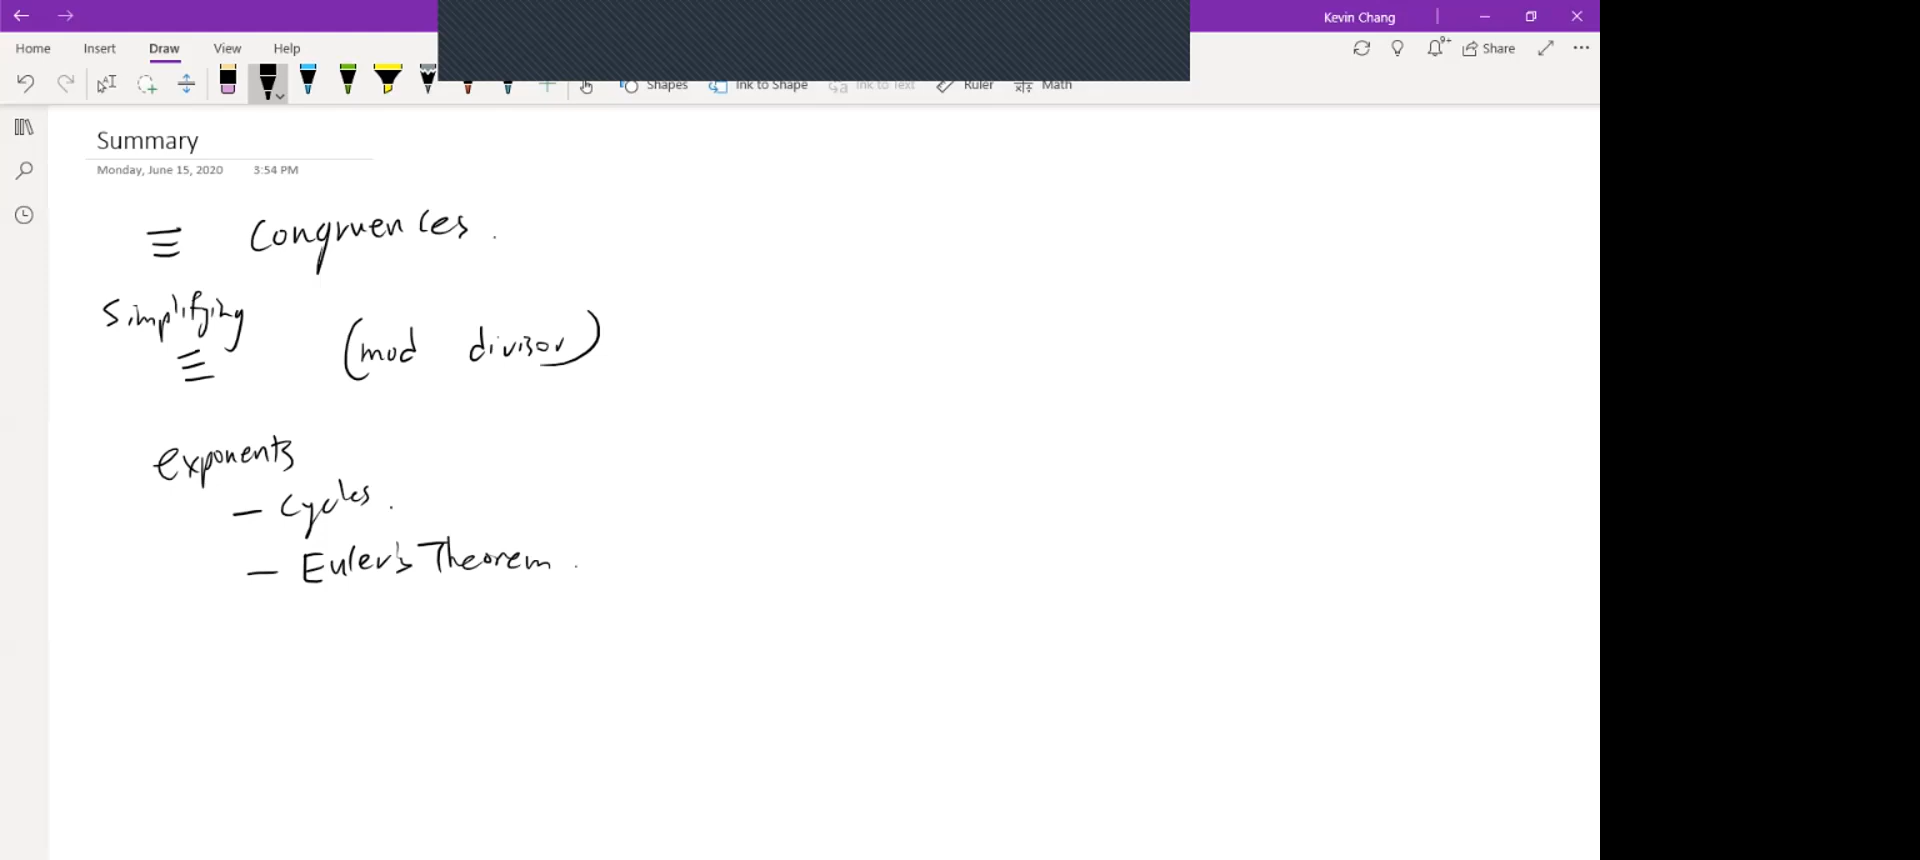 Kevin Chang
Home Insert Draw View Help
Share
Shapes Ink to Shape Ink to Text Ruler Math
Summary
Monday, June 15, 2020 3:54 PM
≡ Congruences.
Simplifying
≡ (mod divisor)
exponents
- Cycles.
- Euler's Theorem.